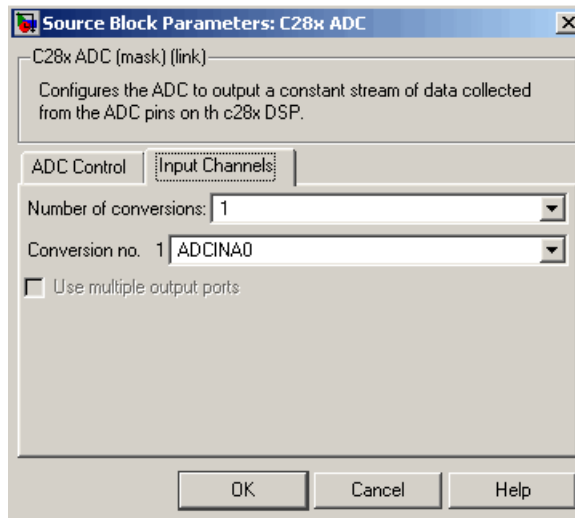 Source Block Parameters: C28x ADC
C28x ADC (mask) (link)
Configures the ADC to output a constant stream of data collected
from the ADC pins on th c28x DSP.
ADC Control Input Channels
Number of conversions: 1
Conversion no. 1 ADCINA0
Use multiple output ports
OK Cancel Help